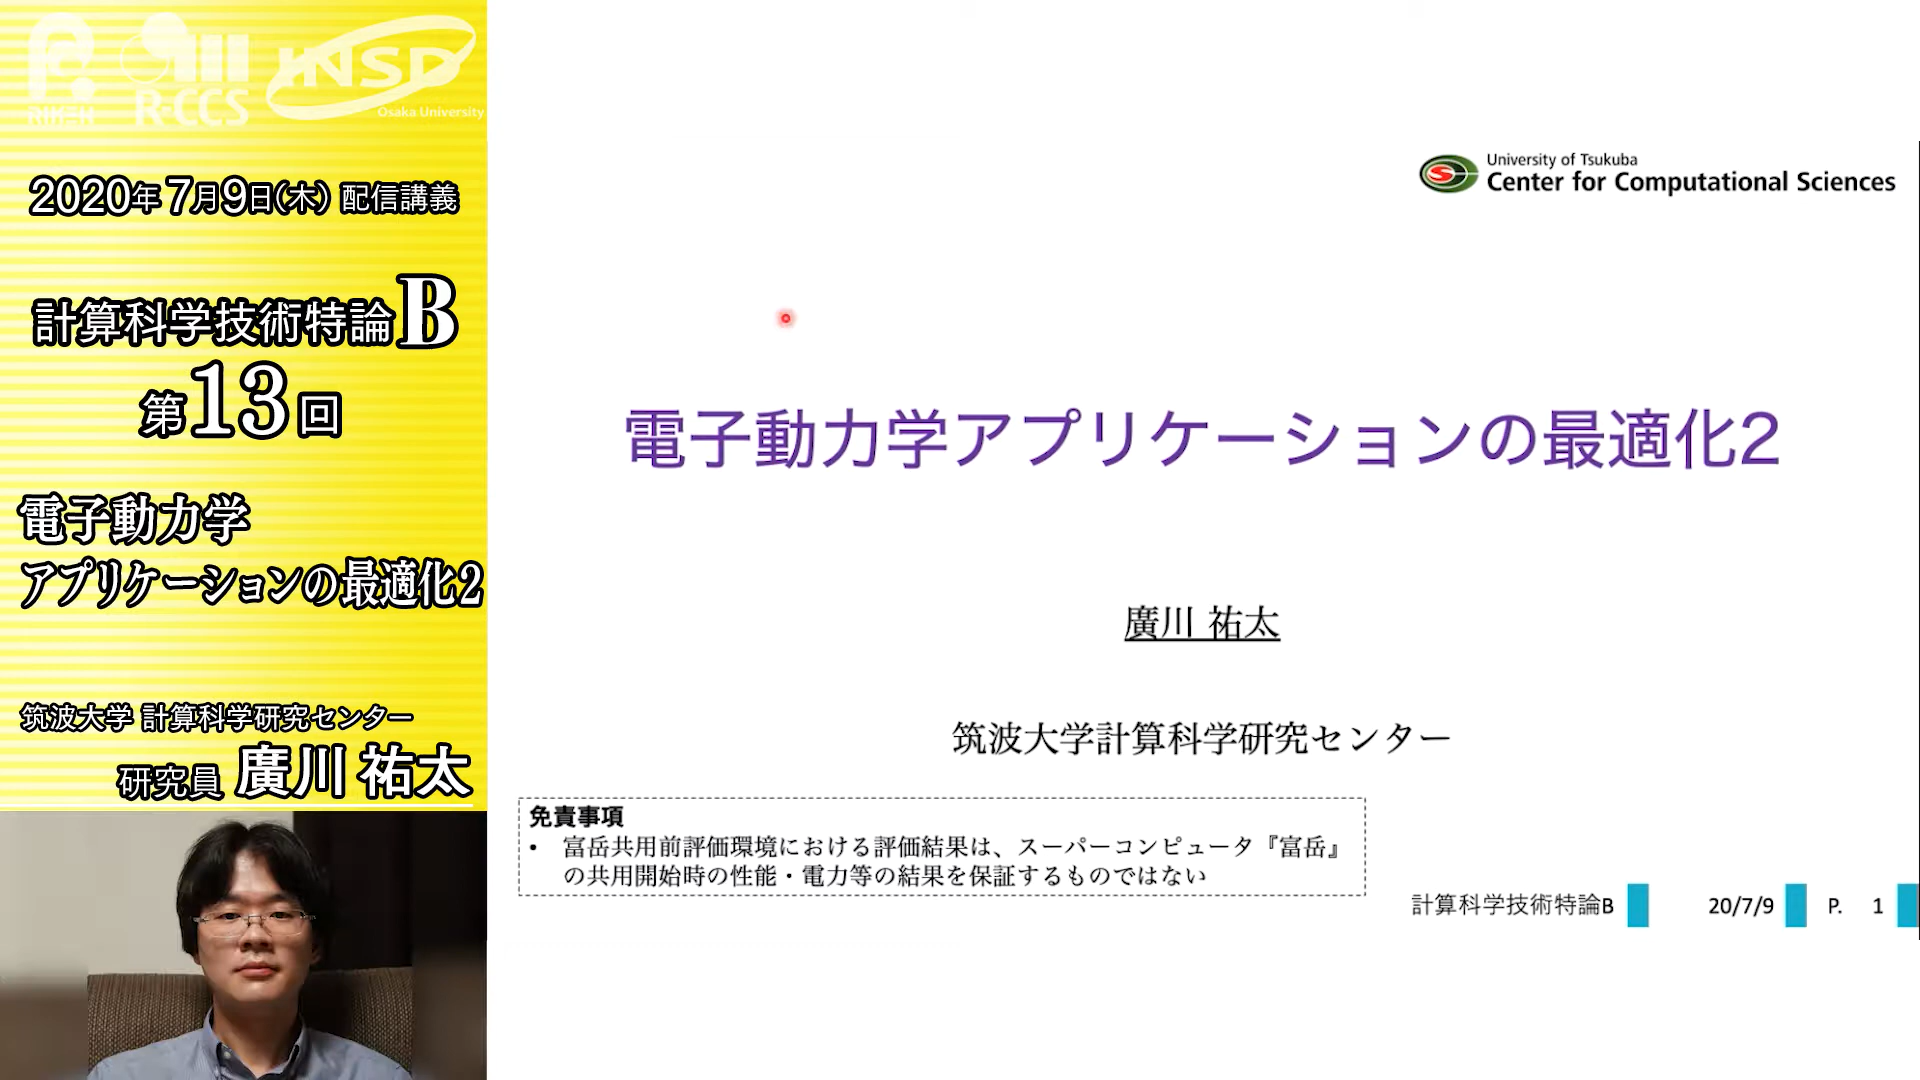 RIKEN
R-CCS
INSD
Osaka University
2020年7月9日(木) 配信講義
計算科学技術特論B
第13回
電子動力学
アプリケーションの最適化2
筑波大学 計算科学研究センター
研究員 廣川 祐太
University of Tsukuba
Center for Computational Sciences
電子動力学アプリケーションの最適化2
廣川 祐太
筑波大学計算科学研究センター
免責事項
• 富岳共用前評価環境における評価結果は、スーパーコンピュータ『富岳』
の共用開始時の性能・電力等の結果を保証するものではない
計算科学技術特論B 20/7/9 P. 1